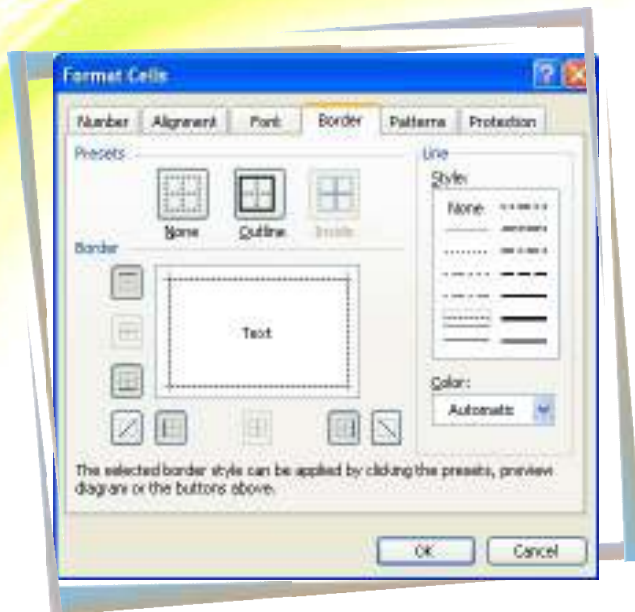 Format Cells
Number Alignment Font Border Patterns Protection
Presets
Line
Style:
None
None Outline Inside
Border
Text
Color:
Automatic
The selected border style can be applied by clicking the presets, preview
diagram or the buttons above.
OK Cancel